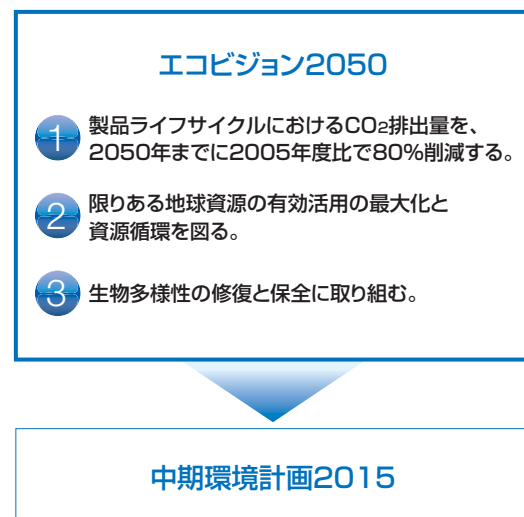 エコビジョン2050
1 製品ライフサイクルにおけるCO₂排出量を、
2050年までに2005年度比で80%削減する。
2 限りある地球資源の有効活用の最大化と
資源循環を図る。
3 生物多様性の修復と保全に取り組む。
中期環境計画2015